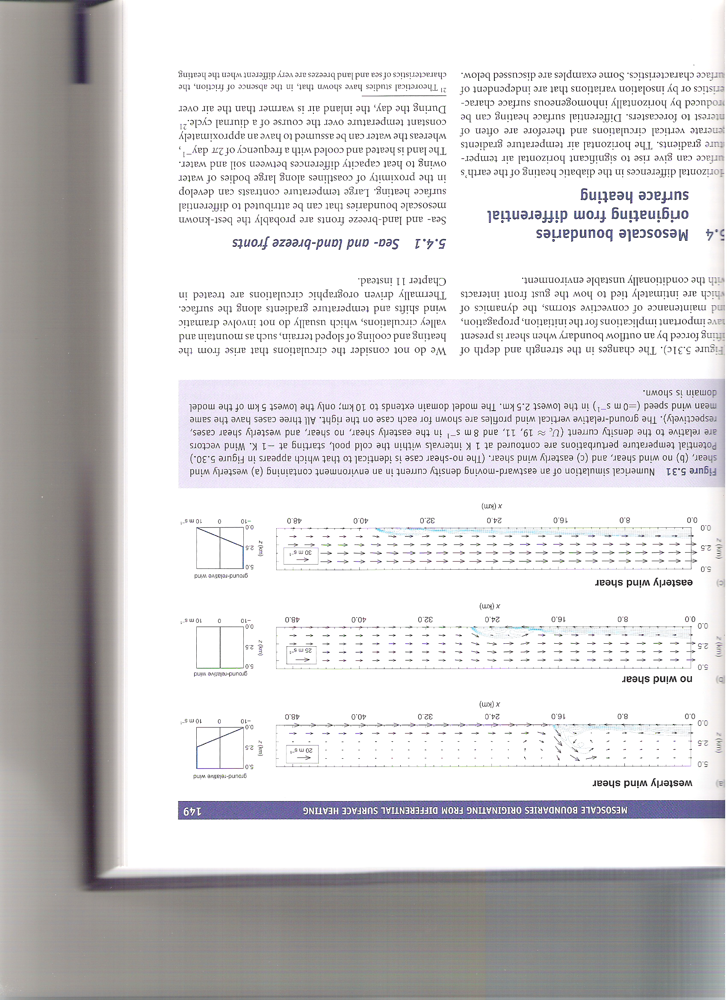 MESOSCALE BOUNDARIES ORIGINATING FROM DIFFERENTIAL SURFACE HEATING 149
(a) westerly wind shear
ground-relative wind
5.0
2.5
0.0
z (km)
20 m s⁻¹
0.0 8.0 16.0 24.0 32.0 40.0 48.0
x (km)
5.0
2.5
0.0
z (km)
-10 0 10 m s⁻¹
(b) no wind shear
ground-relative wind
5.0
2.5
0.0
z (km)
25 m s⁻¹
0.0 8.0 16.0 24.0 32.0 40.0 48.0
x (km)
5.0
2.5
0.0
z (km)
-10 0 10 m s⁻¹
(c) easterly wind shear
ground-relative wind
5.0
2.5
0.0
z (km)
30 m s⁻¹
0.0 8.0 16.0 24.0 32.0 40.0 48.0
x (km)
5.0
2.5
0.0
z (km)
-10 0 10 m s⁻¹
Figure 5.31 Numerical simulation of an eastward-moving density current in an environment containing (a) westerly wind
shear, (b) no wind shear, and (c) easterly wind shear. (The no-shear case is identical to that which appears in Figure 5.30.)
Potential temperature perturbations are contoured at 1 K intervals within the cold pool, starting at −1 K. Wind vectors
are relative to the density current (Uc ≈ 19, 11, and 8 m s⁻¹ in the easterly shear, no shear, and westerly shear cases,
respectively). The ground-relative vertical wind profiles are shown for each case on the right. All three cases have the same
mean wind speed (=0 m s⁻¹) in the lowest 2.5 km. The model domain extends to 10 km; only the lowest 5 km of the model
domain is shown.
(Figure 5.31c). The changes in the strength and depth of
lifting forced by an outflow boundary when shear is present
have important implications for the initiation, propagation,
and maintenance of convective storms, the dynamics of
which are intimately tied to how the gust front interacts
with the conditionally unstable environment.
5.4 Mesoscale boundaries
originating from differential
surface heating
Horizontal differences in the diabatic heating of the earth's
surface can give rise to significant horizontal air temper-
ature gradients. The horizontal air temperature gradients
generate vertical circulations and therefore are often of
interest to forecasters. Differential surface heating can be
produced by horizontally inhomogeneous surface charac-
teristics or by insolation variations that are independent of
surface characteristics. Some examples are discussed below.
We do not consider the circulations that arise from the
heating and cooling of sloped terrain, such as mountain and
valley circulations, which usually do not involve dramatic
wind shifts and temperature gradients along the surface.
Thermally driven orographic circulations are treated in
Chapter 11 instead.
5.4.1 Sea- and land-breeze fronts
Sea- and land-breeze fronts are probably the best-known
mesoscale boundaries that can be attributed to differential
surface heating. Large temperature contrasts can develop
in the proximity of coastlines along large bodies of water
owing to heat capacity differences between soil and water.
The land is heated and cooled with a frequency of 2π day⁻¹,
whereas the water can be assumed to have an approximately
constant temperature over the course of a diurnal cycle.²¹
During the day, the inland air is warmer than the air over
²¹ Theoretical studies have shown that, in the absence of friction, the
characteristics of sea and land breezes are very different when the heating